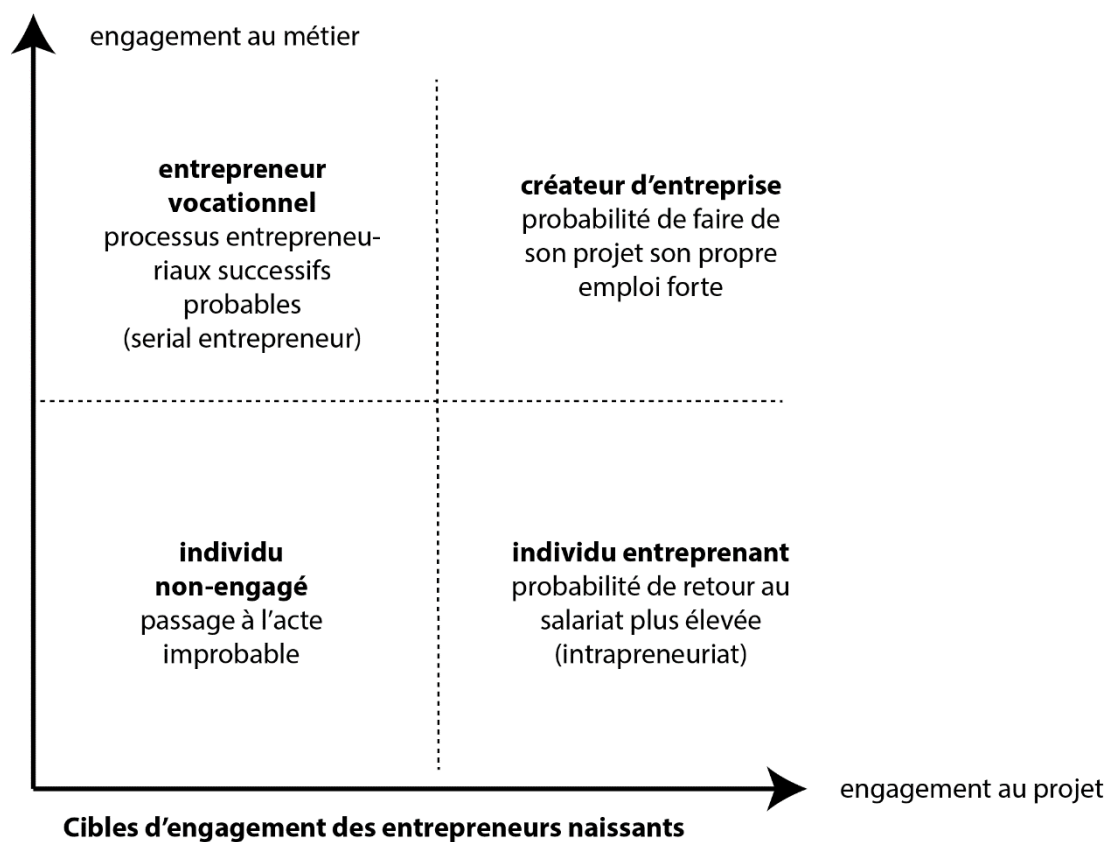 engagement au métier
entrepreneur
vocationnel
processus entrepreneu-
riaux successifs
probables
(serial entrepreneur)
créateur d’entreprise
probabilité de faire de
son projet son propre
emploi forte
individu
non-engagé
passage à l’acte
improbable
individu entreprenant
probabilité de retour au
salariat plus élevée
(intrapreneuriat)
engagement au projet
Cibles d’engagement des entrepreneurs naissants